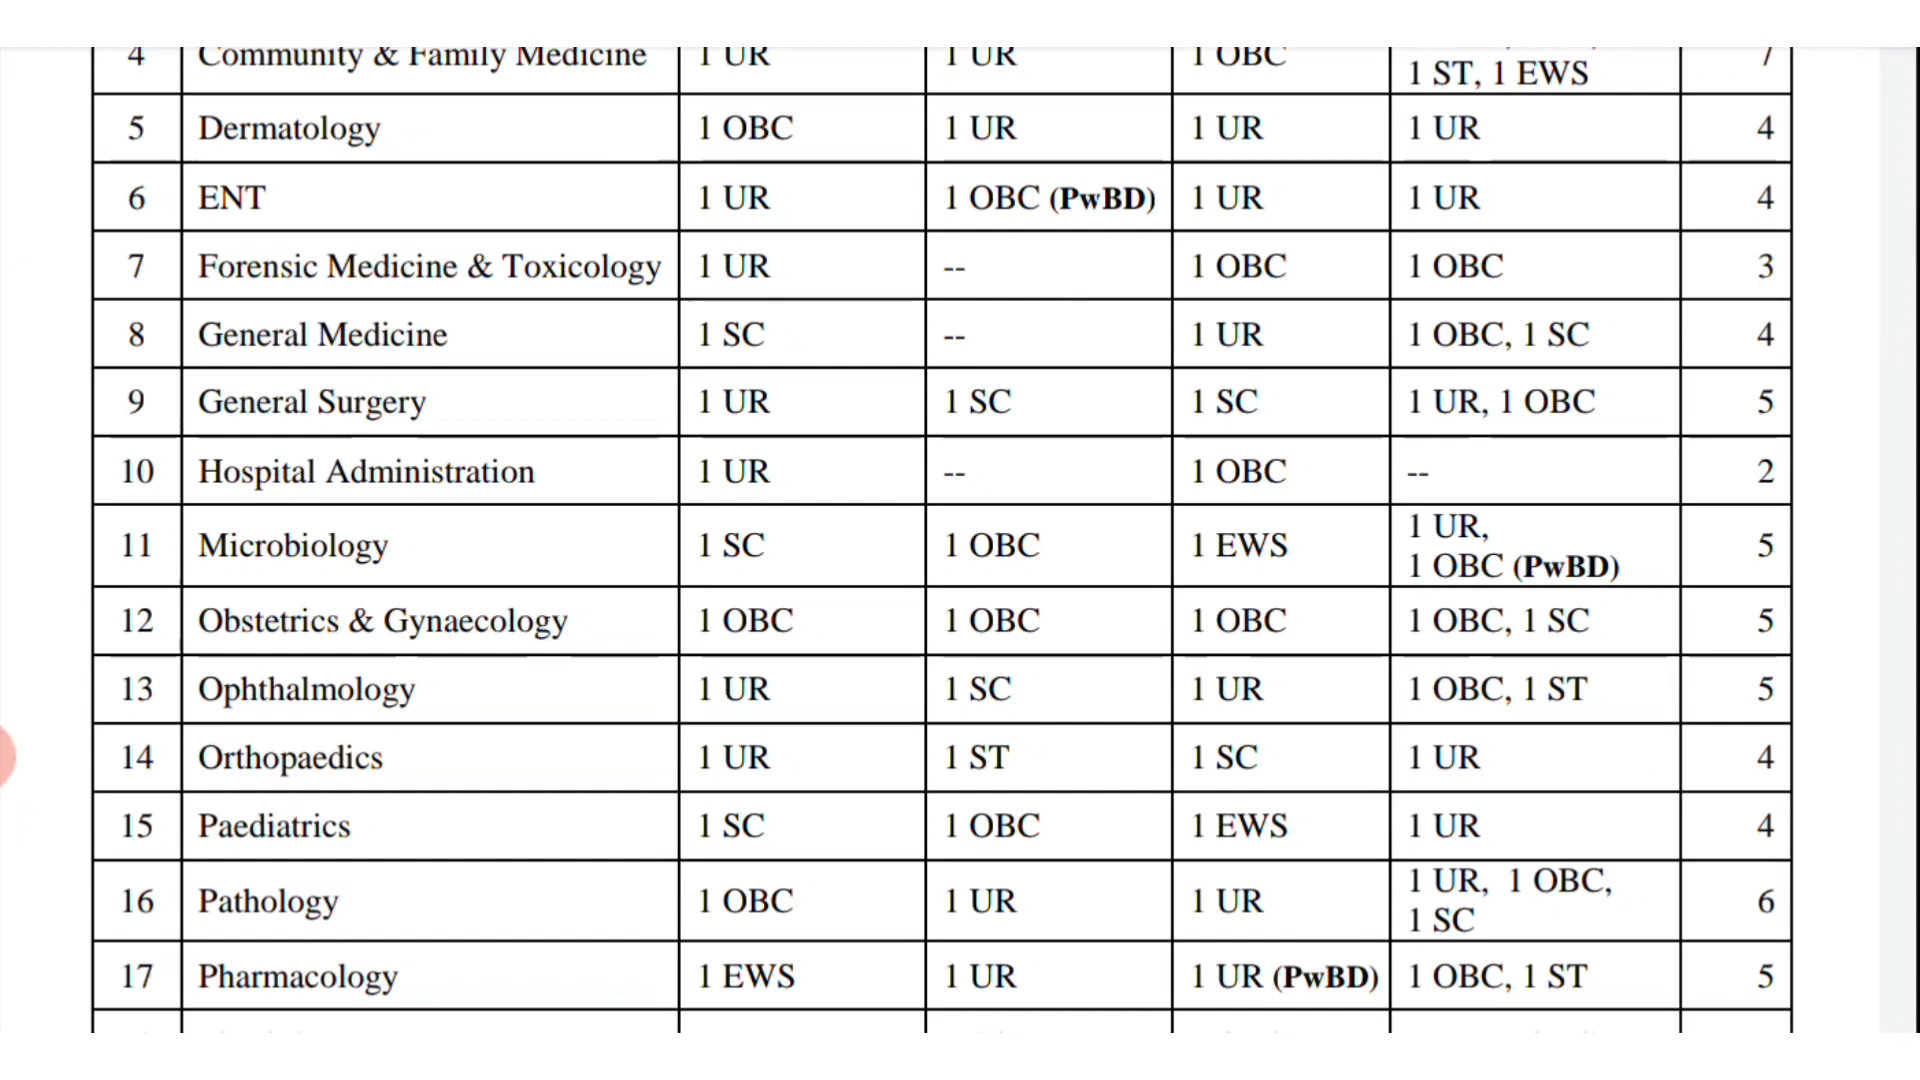 4 Community & Family Medicine 1 UR 1 UR 1 OBC 7
1 ST, 1 EWS
5 Dermatology 1 OBC 1 UR 1 UR 1 UR 4
6 ENT 1 UR 1 OBC (PwBD) 1 UR 1 UR 4
7 Forensic Medicine & Toxicology 1 UR -- 1 OBC 1 OBC 3
8 General Medicine 1 SC -- 1 UR 1 OBC, 1 SC 4
9 General Surgery 1 UR 1 SC 1 SC 1 UR, 1 OBC 5
10 Hospital Administration 1 UR -- 1 OBC -- 2
11 Microbiology 1 SC 1 OBC 1 EWS 1 UR, 5
1 OBC (PwBD)
12 Obstetrics & Gynaecology 1 OBC 1 OBC 1 OBC 1 OBC, 1 SC 5
13 Ophthalmology 1 UR 1 SC 1 UR 1 OBC, 1 ST 5
14 Orthopaedics 1 UR 1 ST 1 SC 1 UR 4
15 Paediatrics 1 SC 1 OBC 1 EWS 1 UR 4
16 Pathology 1 OBC 1 UR 1 UR 1 UR, 1 OBC, 6
1 SC
17 Pharmacology 1 EWS 1 UR 1 UR (PwBD) 1 OBC, 1 ST 5